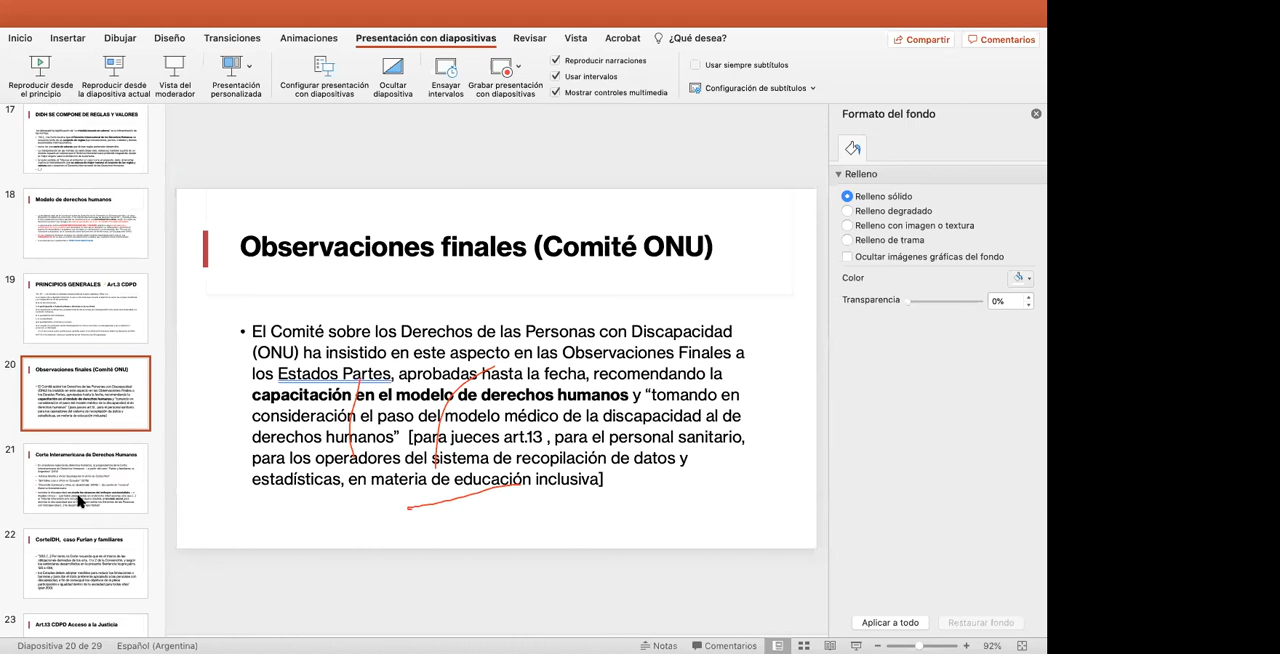 Inicio Insertar Dibujar Diseño Transiciones Animaciones Presentación con diapositivas Revisar Vista Acrobat ¿Qué desea? Compartir Comentarios
Reproducir desde el principio
Reproducir desde la diapositiva actual
Vista del moderador
Presentación personalizada
Configurar presentación con diapositivas
Ocultar diapositiva
Ensayar intervalos
Grabar presentación con diapositivas
Reproducir narraciones
Usar intervalos
Mostrar controles multimedia
Usar siempre subtítulos
Configuración de subtítulos
17
DIDH SE COMPONE DE REGLAS Y VALORES
18
Modelo de derechos humanos
19
PRINCIPIOS GENERALES Art.3 CDPD
20
Observaciones finales (Comité ONU)
21
Corte Interamericana de Derechos Humanos
22
CorteIDH, caso Furlan y familiares
23
Art.13 CDPD Acceso a la Justicia
Observaciones finales (Comité ONU)
• El Comité sobre los Derechos de las Personas con Discapacidad
(ONU) ha insistido en este aspecto en las Observaciones Finales a
los Estados Partes, aprobadas hasta la fecha, recomendando la
capacitación en el modelo de derechos humanos y “tomando en
consideración el paso del modelo médico de la discapacidad al de
derechos humanos” [para jueces art.13 , para el personal sanitario,
para los operadores del sistema de recopilación de datos y
estadísticas, en materia de educación inclusiva]
Formato del fondo
Relleno
Relleno sólido
Relleno degradado
Relleno con imagen o textura
Relleno de trama
Ocultar imágenes gráficas del fondo
Color
Transparencia 0%
Aplicar a todo Restaurar fondo
Diapositiva 20 de 29 Español (Argentina) Notas Comentarios 92%